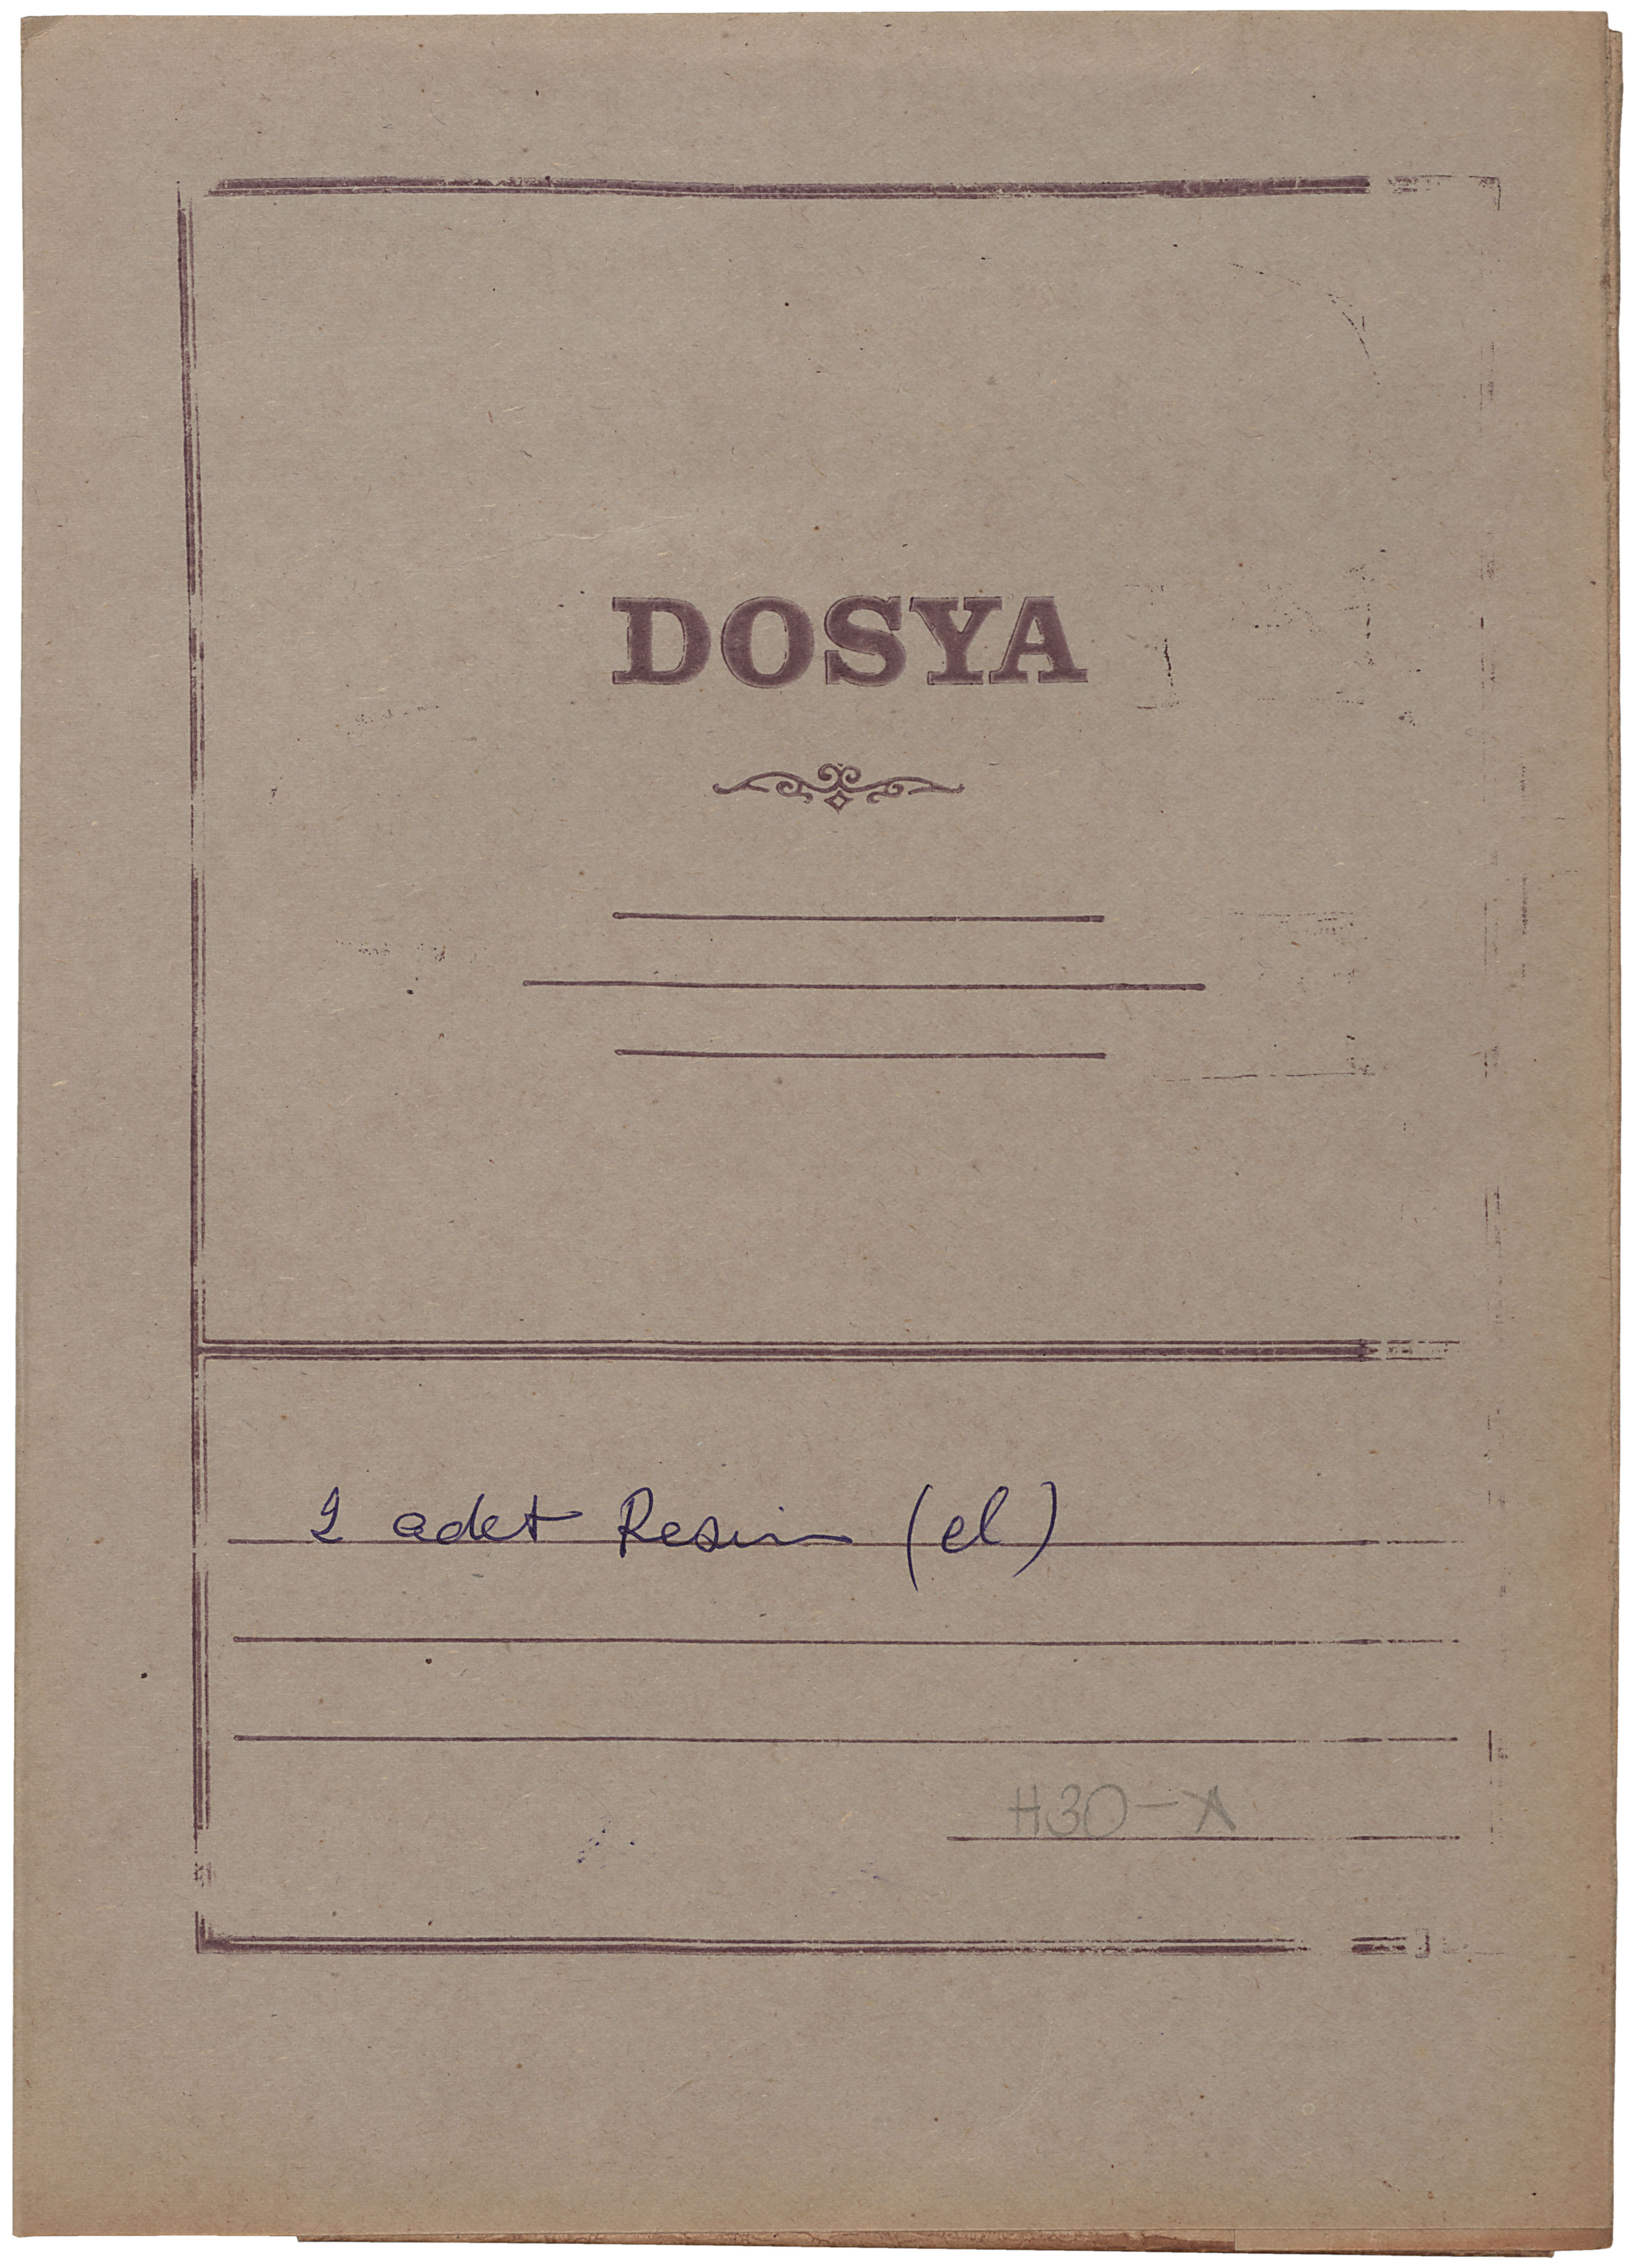 DOSYA
2 adet Resim (el)
H30-A